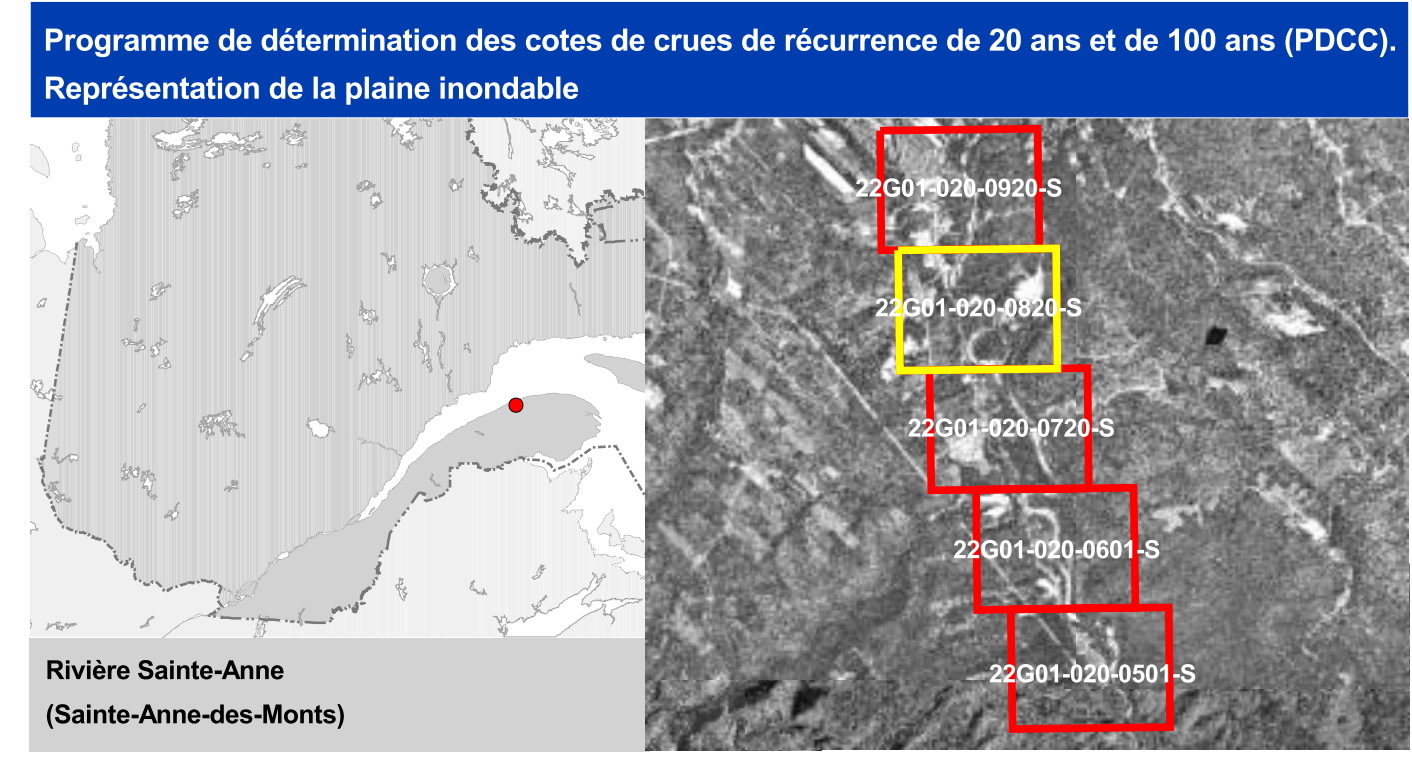 Programme de détermination des cotes de crues de récurrence de 20 ans et de 100 ans (PDCC).
Représentation de la plaine inondable
22G01-020-0920-S
22G01-020-0820-S
22G01-020-0720-S
22G01-020-0601-S
22G01-020-0501-S
Rivière Sainte-Anne
(Sainte-Anne-des-Monts)